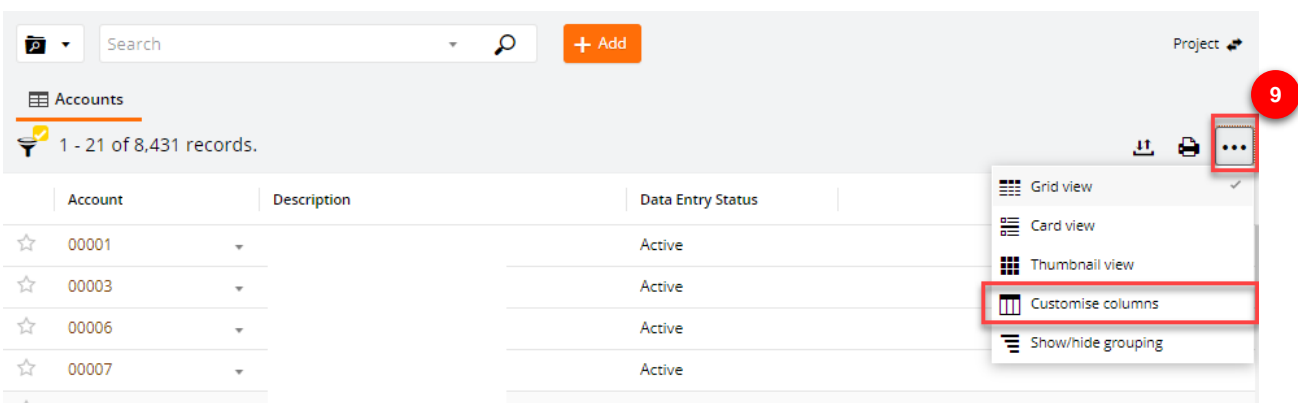 Search
+ Add
Project
Accounts
9
1 - 21 of 8,431 records.
Account Description Data Entry Status
Grid view
Card view
Thumbnail view
Customise columns
Show/hide grouping
00001 Active
00003 Active
00006 Active
00007 Active